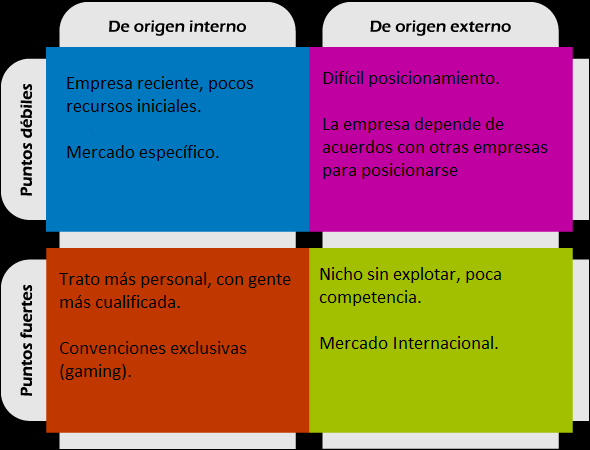 De origen interno
De origen externo
Puntos débiles
Empresa reciente, pocos
recursos iniciales.
Mercado específico.
Difícil posicionamiento.
La empresa depende de
acuerdos con otras empresas
para posicionarse
Puntos fuertes
Trato más personal, con gente
más cualificada.
Convenciones exclusivas
(gaming).
Nicho sin explotar, poca
competencia.
Mercado Internacional.